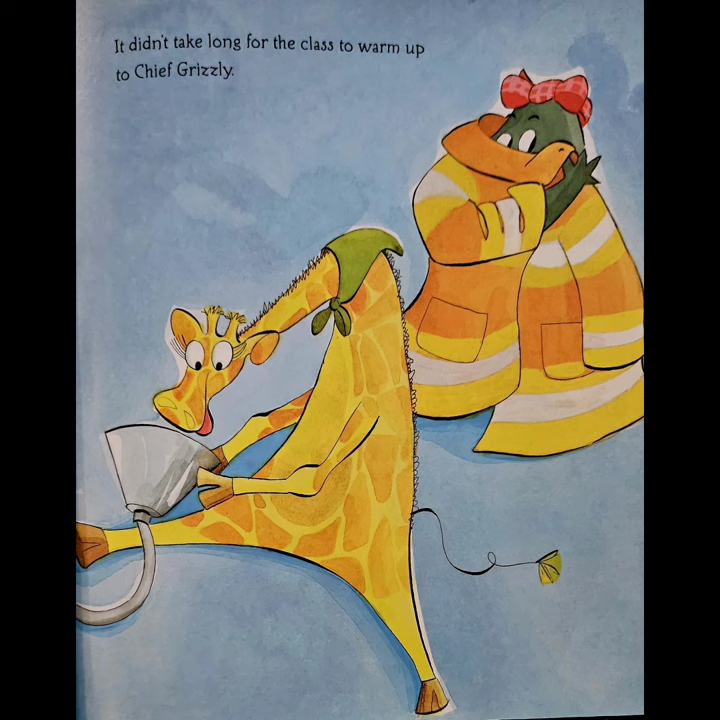 It didn't take long for the class to warm up
to Chief Grizzly.